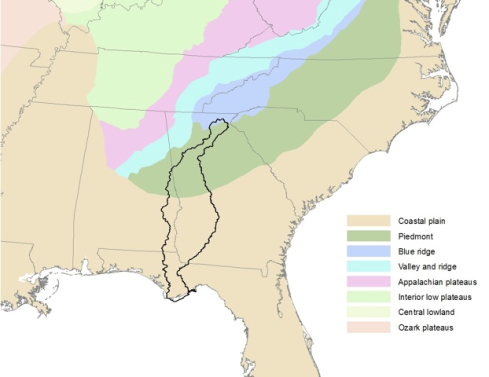 Coastal plain
Piedmont
Blue ridge
Valley and ridge
Appalachian plateaus
Interior low plateaus
Central lowland
Ozark plateaus